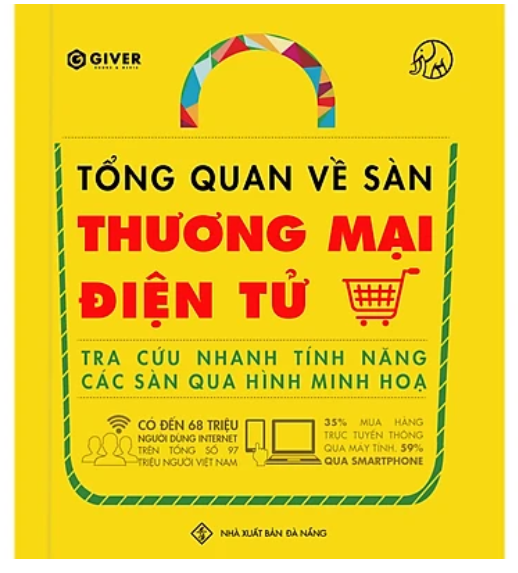 GIVER
BOOKS & MEDIA
TỔNG QUAN VỀ SÀN
THƯƠNG MẠI
ĐIỆN TỬ
TRA CỨU NHANH TÍNH NĂNG
CÁC SÀN QUA HÌNH MINH HOẠ
CÓ ĐẾN 68 TRIỆU
NGƯỜI DÙNG INTERNET
TRÊN TỔNG SỐ 97
TRIỆU NGƯỜI VIỆT NAM
35% MUA HÀNG
TRỰC TUYẾN THÔNG
QUA MÁY TÍNH, 59%
QUA SMARTPHONE
NHÀ XUẤT BẢN ĐÀ NẴNG